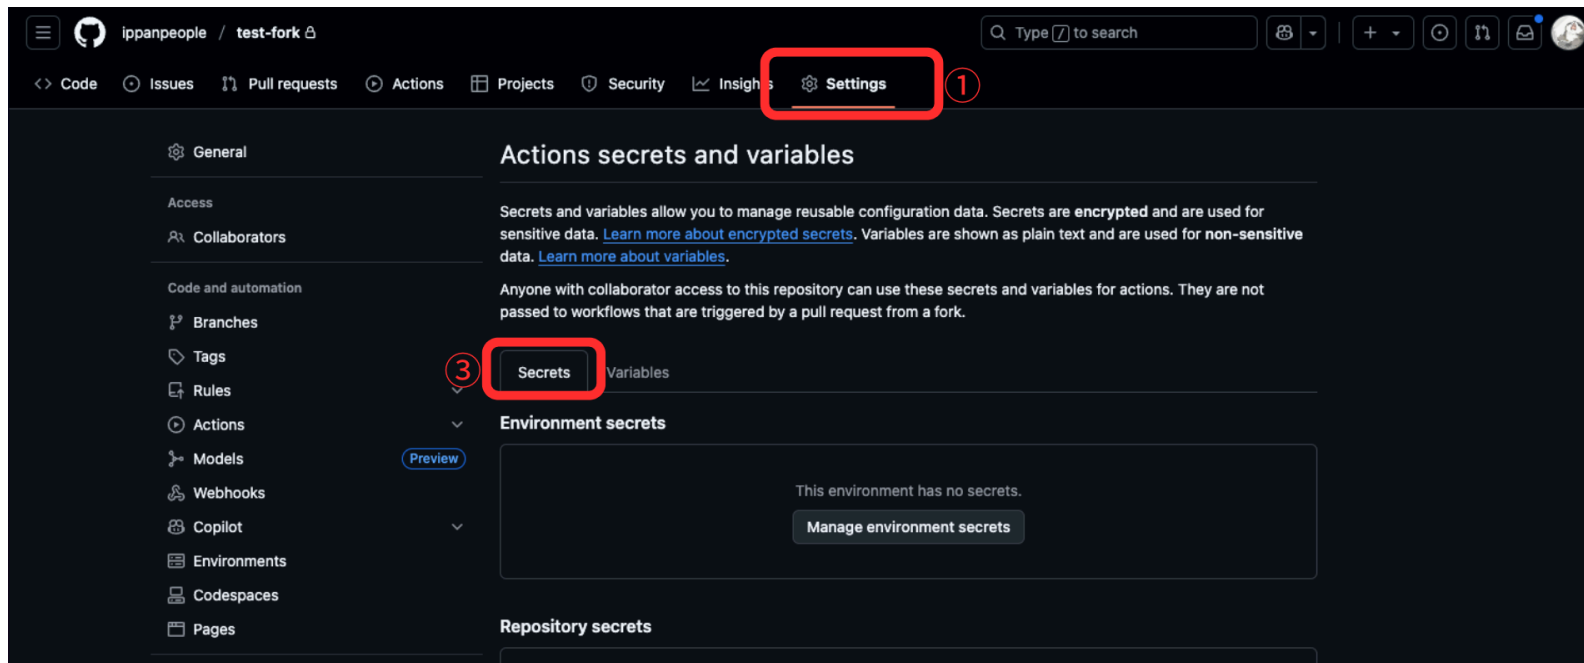 ippanpeople / test-fork
Type / to search
Code Issues Pull requests Actions Projects Security Insights Settings ①
General
Access
Collaborators
Code and automation
Branches
Tags
Rules
Actions
Models Preview
Webhooks
Copilot
Environments
Codespaces
Pages
Actions secrets and variables
Secrets and variables allow you to manage reusable configuration data. Secrets are encrypted and are used for
sensitive data. Learn more about encrypted secrets. Variables are shown as plain text and are used for non-sensitive
data. Learn more about variables.
Anyone with collaborator access to this repository can use these secrets and variables for actions. They are not
passed to workflows that are triggered by a pull request from a fork.
③ Secrets Variables
Environment secrets
This environment has no secrets.
Manage environment secrets
Repository secrets